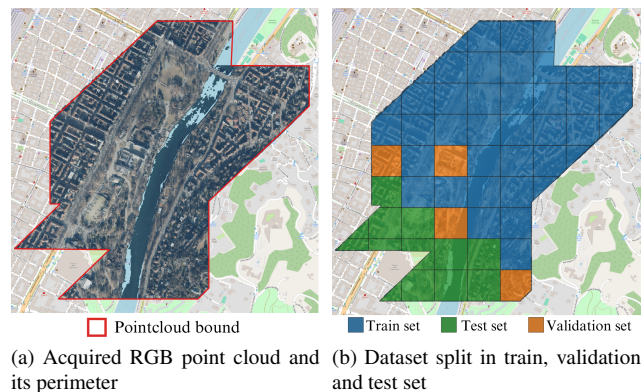 Pointcloud bound
Train set
Test set
Validation set
(a) Acquired RGB point cloud and its perimeter
(b) Dataset split in train, validation and test set